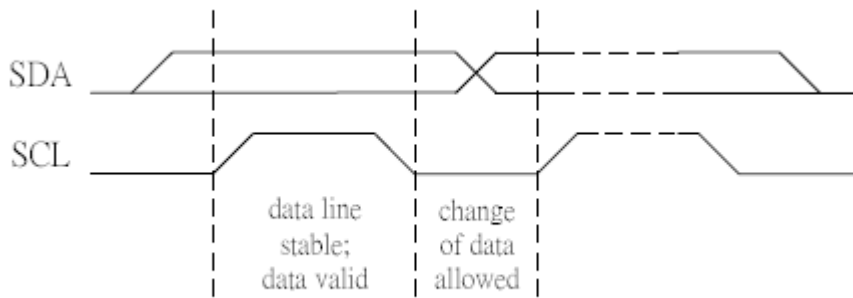 SDA
SCL
data line
stable;
data valid
change
of data
allowed